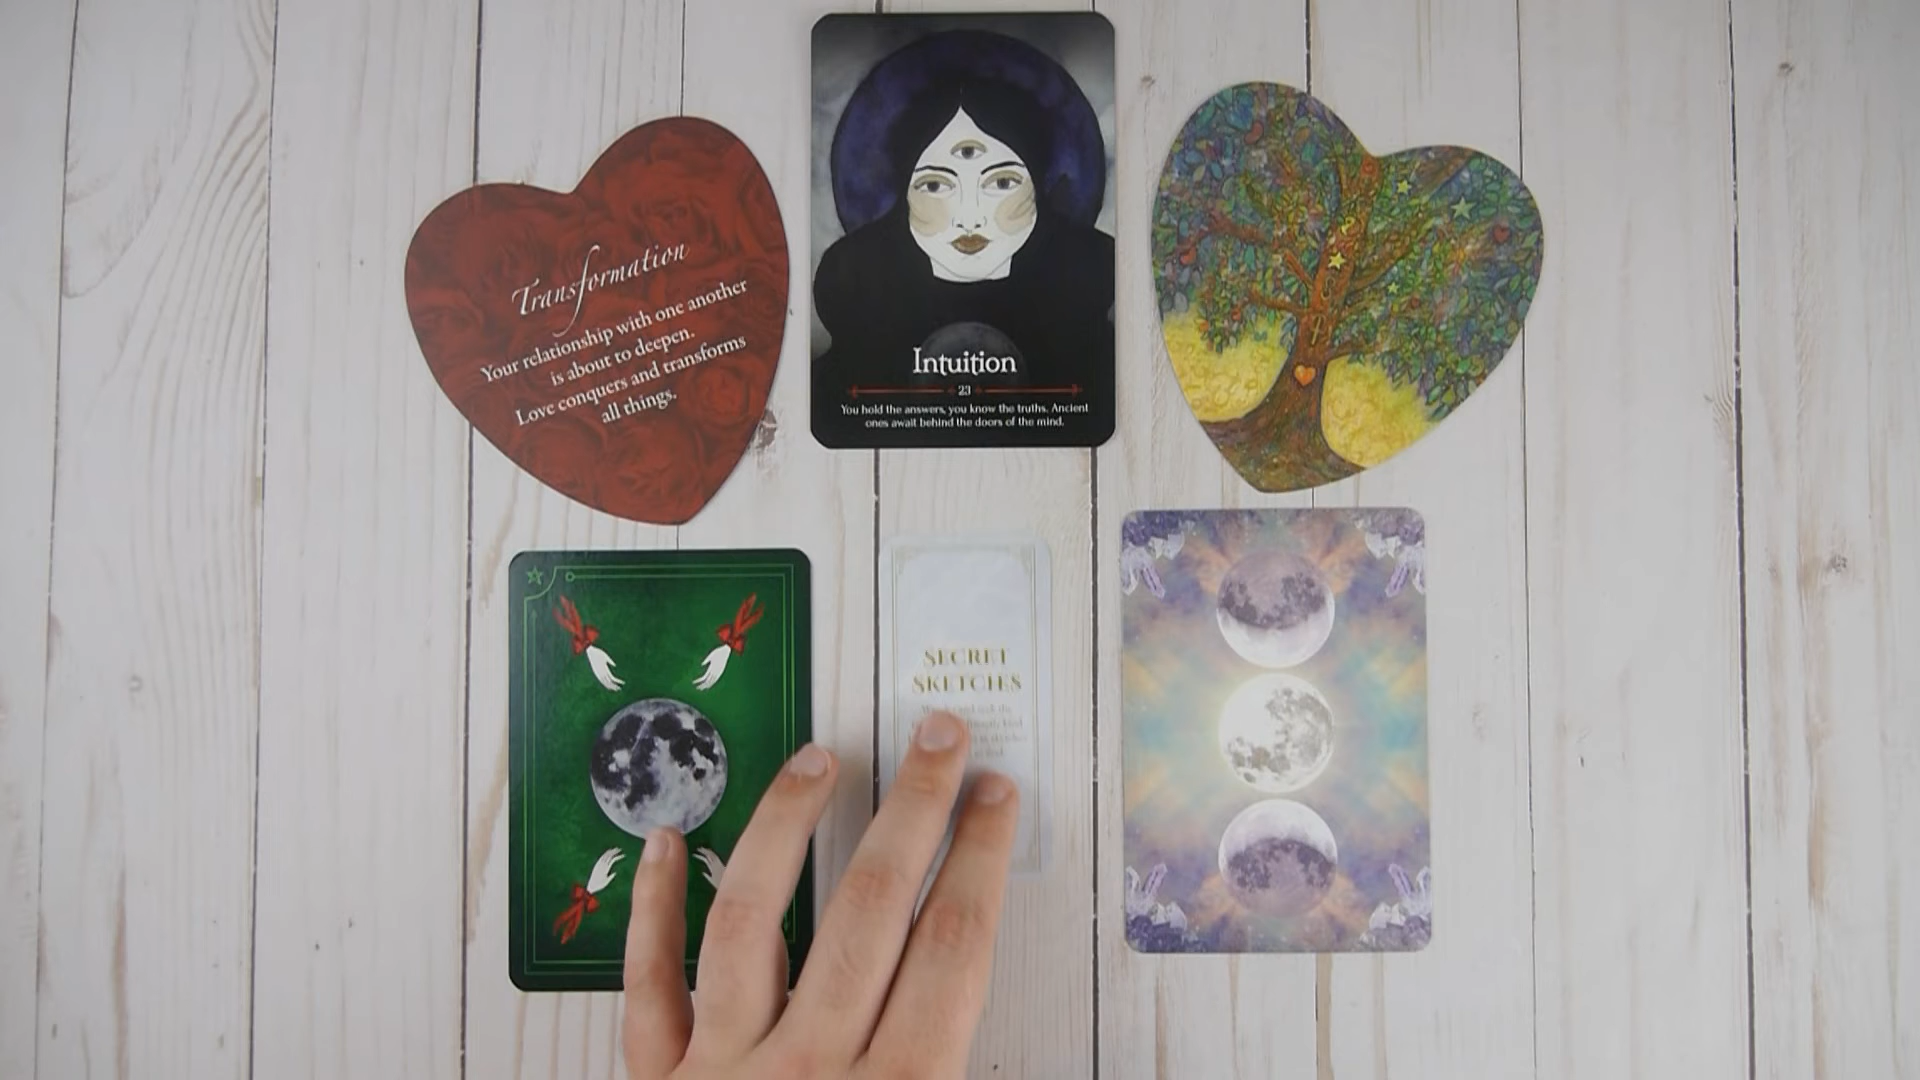 Transformation
Your relationship with one another
is about to deepen.
Love conquers and transforms
all things.
Intuition
23
You hold the answers, you know the truths. Ancient
ones await behind the doors of the mind.
SECRET
SKETCHES